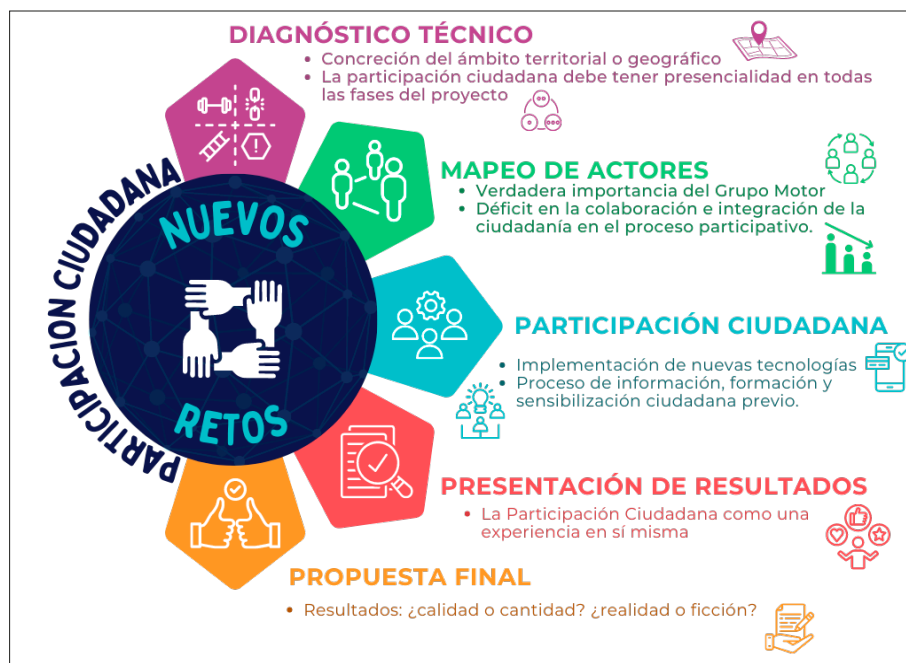 DIAGNÓSTICO TÉCNICO
• Concreción del ámbito territorial o geográfico
• La participación ciudadana debe tener presencialidad en todas
las fases del proyecto
MAPEO DE ACTORES
• Verdadera importancia del Grupo Motor
• Déficit en la colaboración e integración de la
ciudadanía en el proceso participativo.
PARTICIPACION CIUDADANA
NUEVOS
RETOS
PARTICIPACIÓN CIUDADANA
• Implementación de nuevas tecnologías
• Proceso de información, formación y
sensibilización ciudadana previo.
PRESENTACIÓN DE RESULTADOS
• La Participación Ciudadana como una
experiencia en sí misma
PROPUESTA FINAL
• Resultados: ¿calidad o cantidad? ¿realidad o ficción?